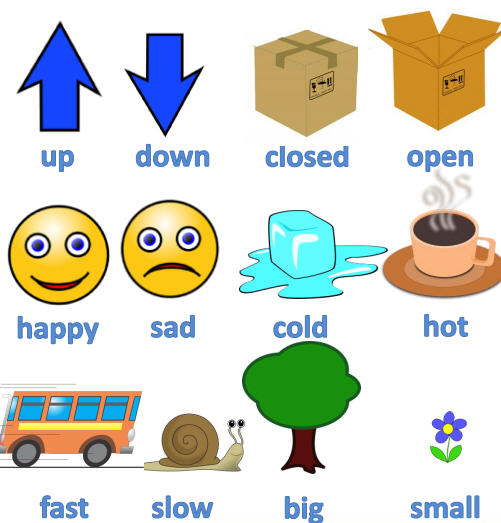 up down closed open
happy sad cold hot
fast slow big small